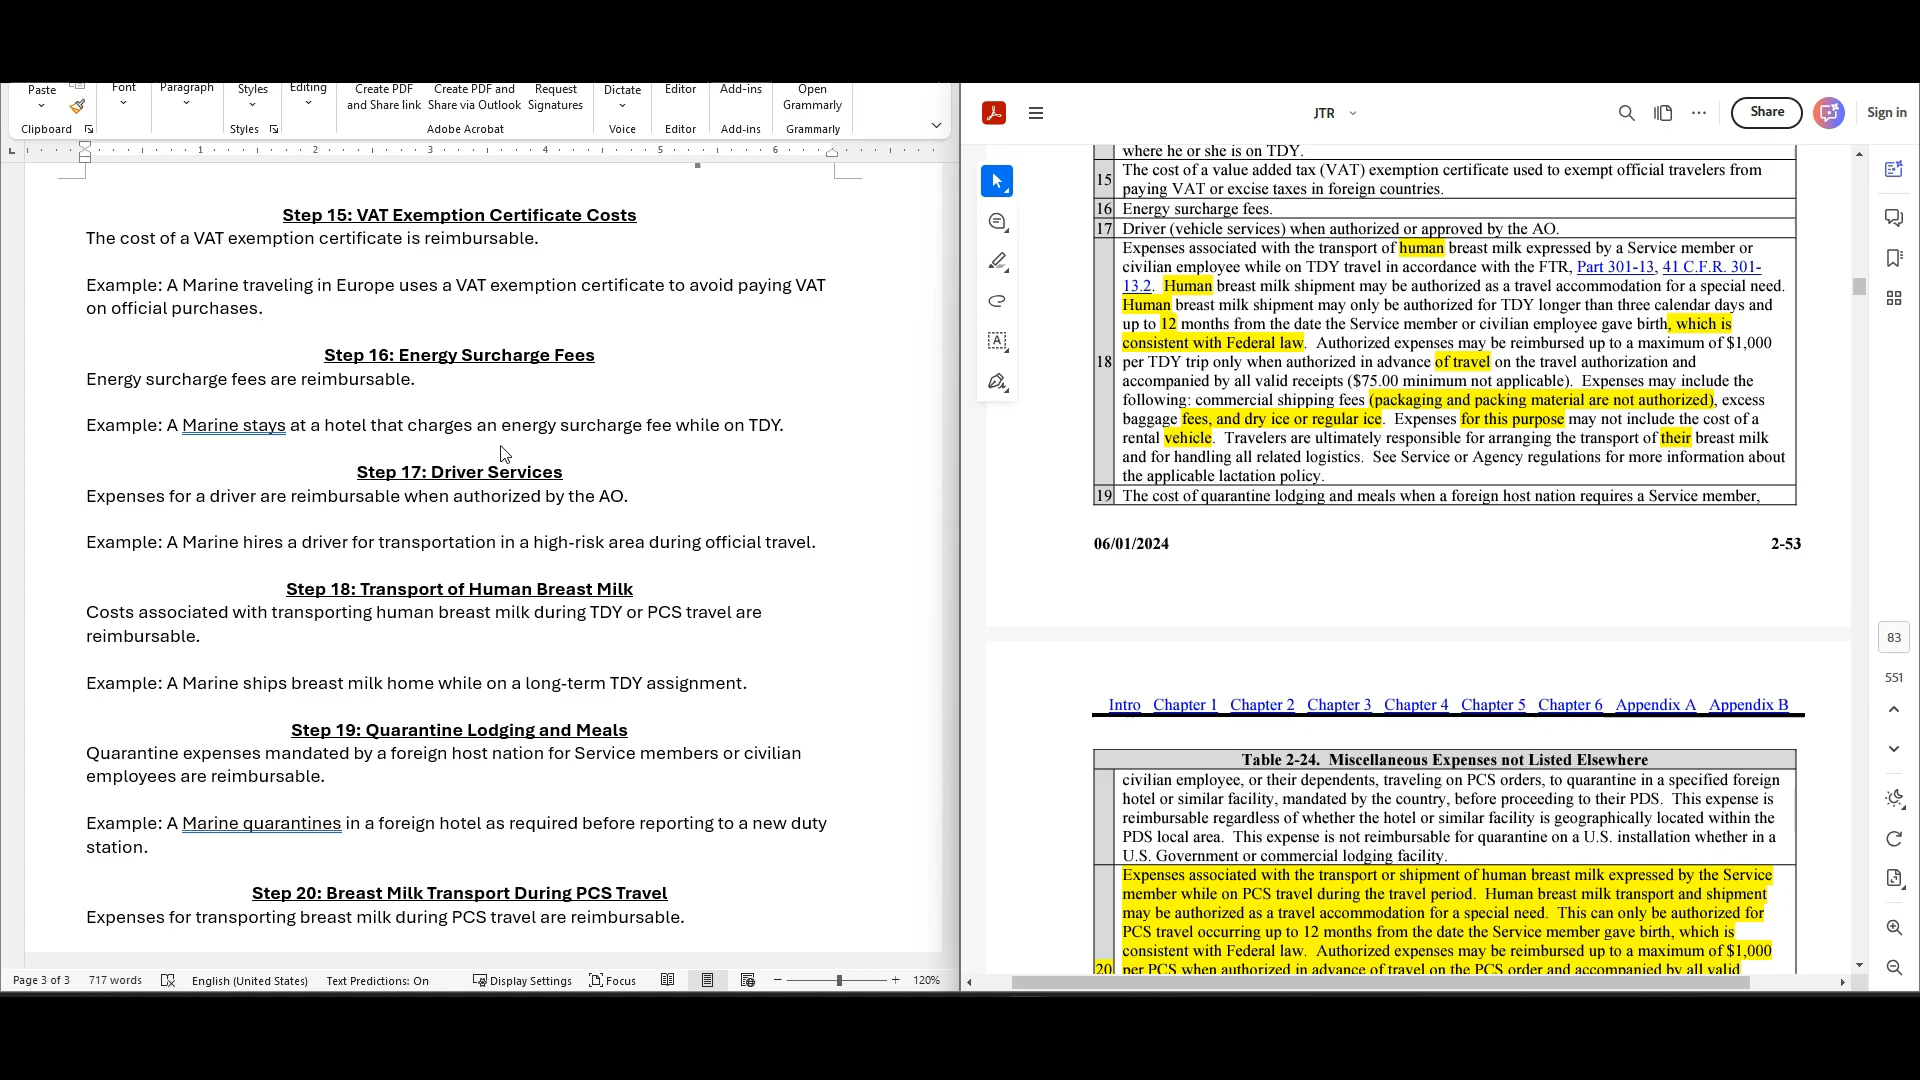 Paste
Font
Paragraph
Styles
Editing
Create PDF
and Share link
Create PDF and
Share via Outlook
Request
Signatures
Dictate
Editor
Add-ins
Open
Grammarly
Clipboard
Styles
Adobe Acrobat
Voice
Editor
Add-ins
Grammarly
1 2 3 4 5 6
Step 15: VAT Exemption Certificate Costs
The cost of a VAT exemption certificate is reimbursable.
Example: A Marine traveling in Europe uses a VAT exemption certificate to avoid paying VAT
on official purchases.
Step 16: Energy Surcharge Fees
Energy surcharge fees are reimbursable.
Example: A Marine stays at a hotel that charges an energy surcharge fee while on TDY.
Step 17: Driver Services
Expenses for a driver are reimbursable when authorized by the AO.
Example: A Marine hires a driver for transportation in a high-risk area during official travel.
Step 18: Transport of Human Breast Milk
Costs associated with transporting human breast milk during TDY or PCS travel are
reimbursable.
Example: A Marine ships breast milk home while on a long-term TDY assignment.
Step 19: Quarantine Lodging and Meals
Quarantine expenses mandated by a foreign host nation for Service members or civilian
employees are reimbursable.
Example: A Marine quarantines in a foreign hotel as required before reporting to a new duty
station.
Step 20: Breast Milk Transport During PCS Travel
Expenses for transporting breast milk during PCS travel are reimbursable.
Page 3 of 3 717 words English (United States) Text Predictions: On Display Settings Focus 120%
JTR
Share
Sign in
where he or she is on TDY.
15 The cost of a value added tax (VAT) exemption certificate used to exempt official travelers from
paying VAT or excise taxes in foreign countries.
16 Energy surcharge fees.
17 Driver (vehicle services) when authorized or approved by the AO.
Expenses associated with the transport of human breast milk expressed by a Service member or
civilian employee while on TDY travel in accordance with the FTR, Part 301-13, 41 C.F.R. 301-
13.2. Human breast milk shipment may be authorized as a travel accommodation for a special need.
Human breast milk shipment may only be authorized for TDY longer than three calendar days and
up to 12 months from the date the Service member or civilian employee gave birth, which is
consistent with Federal law. Authorized expenses may be reimbursed up to a maximum of $1,000
18 per TDY trip only when authorized in advance of travel on the travel authorization and
accompanied by all valid receipts ($75.00 minimum not applicable). Expenses may include the
following: commercial shipping fees (packaging and packing material are not authorized), excess
baggage fees, and dry ice or regular ice. Expenses for this purpose may not include the cost of a
rental vehicle. Travelers are ultimately responsible for arranging the transport of their breast milk
and for handling all related logistics. See Service or Agency regulations for more information about
the applicable lactation policy.
19 The cost of quarantine lodging and meals when a foreign host nation requires a Service member,
06/01/2024 2-53
Intro Chapter 1 Chapter 2 Chapter 3 Chapter 4 Chapter 5 Chapter 6 Appendix A Appendix B
Table 2-24. Miscellaneous Expenses not Listed Elsewhere
civilian employee, or their dependents, traveling on PCS orders, to quarantine in a specified foreign
hotel or similar facility, mandated by the country, before proceeding to their PDS. This expense is
reimbursable regardless of whether the hotel or similar facility is geographically located within the
PDS local area. This expense is not reimbursable for quarantine on a U.S. installation whether in a
U.S. Government or commercial lodging facility.
Expenses associated with the transport or shipment of human breast milk expressed by the Service
member while on PCS travel during the travel period. Human breast milk transport and shipment
may be authorized as a travel accommodation for a special need. This can only be authorized for
PCS travel occurring up to 12 months from the date the Service member gave birth, which is
consistent with Federal law. Authorized expenses may be reimbursed up to a maximum of $1,000
20 per PCS when authorized in advance of travel on the PCS order and accompanied by all valid
83
551